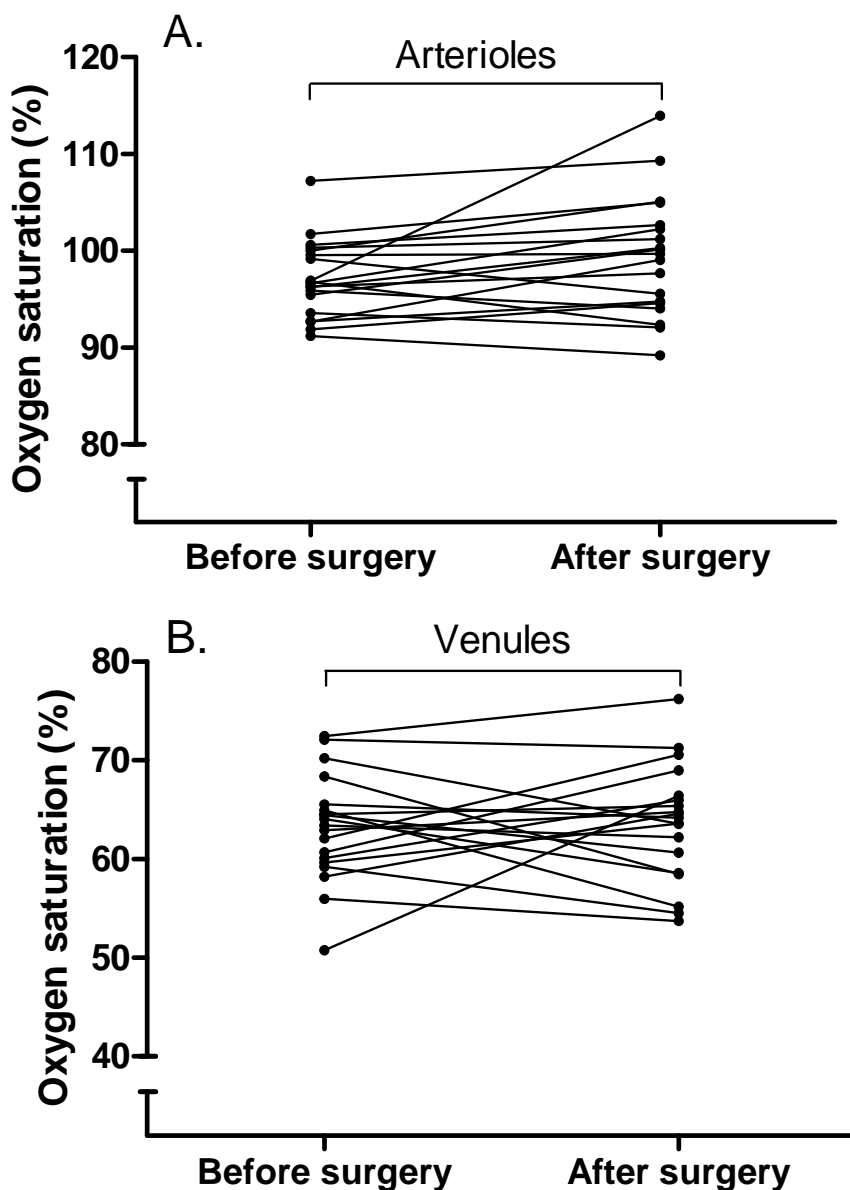 A.
Arterioles
Oxygen saturation (%)
120
110
100
90
80
Before surgery After surgery
B.
Venules
Oxygen saturation (%)
80
70
60
50
40
Before surgery After surgery